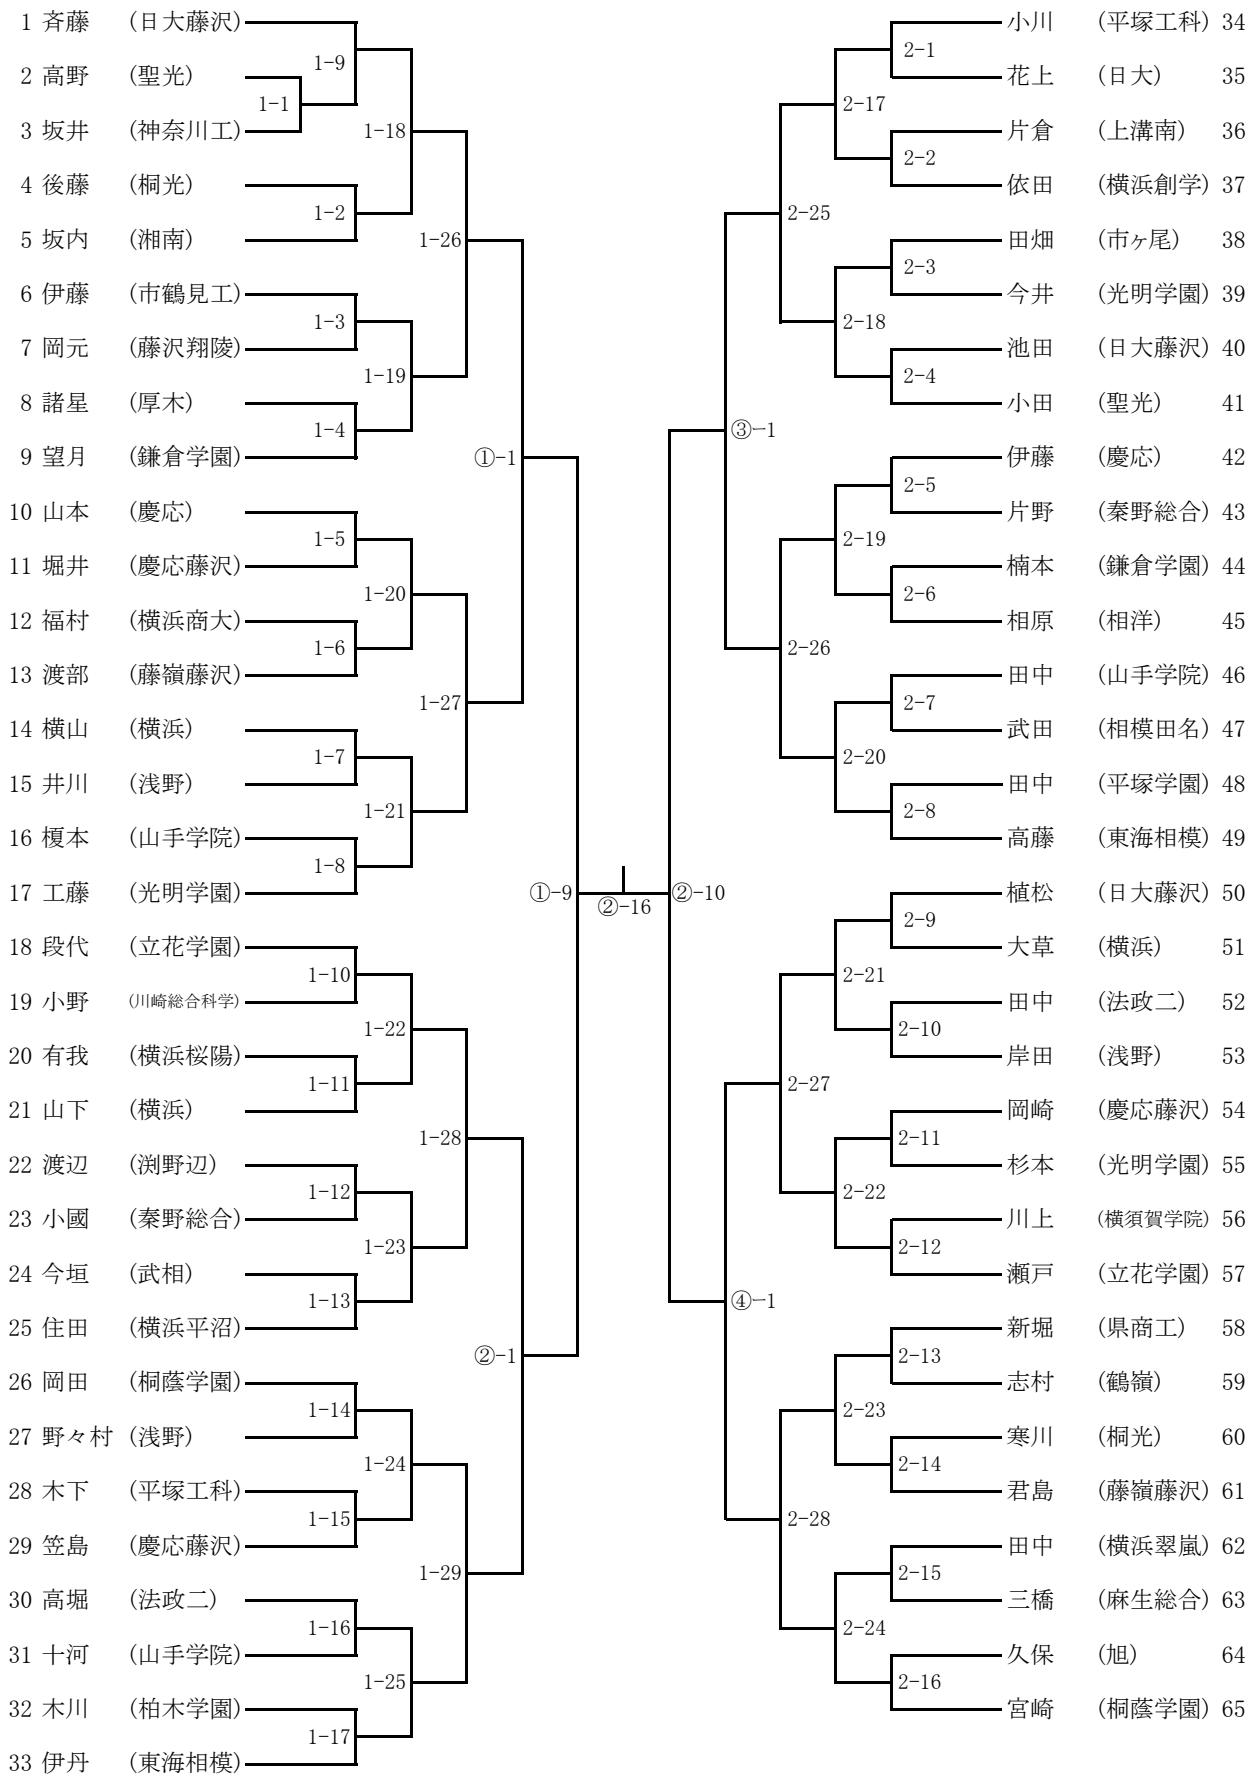 1 斉藤 (日大藤沢)
2 高野 (聖光)
3 坂井 (神奈川工)
4 後藤 (桐光)
5 坂内 (湘南)
6 伊藤 (市鶴見工)
7 岡元 (藤沢翔陵)
8 諸星 (厚木)
9 望月 (鎌倉学園)
10 山本 (慶応)
11 堀井 (慶応藤沢)
12 福村 (横浜商大)
13 渡部 (藤嶺藤沢)
14 横山 (横浜)
15 井川 (浅野)
16 榎本 (山手学院)
17 工藤 (光明学園)
18 段代 (立花学園)
19 小野 (川崎総合科学)
20 有我 (横浜桜陽)
21 山下 (横浜)
22 渡辺 (渕野辺)
23 小國 (秦野総合)
24 今垣 (武相)
25 住田 (横浜平沼)
26 岡田 (桐蔭学園)
27 野々村 (浅野)
28 木下 (平塚工科)
29 笠島 (慶応藤沢)
30 高堀 (法政二)
31 十河 (山手学院)
32 木川 (柏木学園)
33 伊丹 (東海相模)
1-1
1-9
1-2
1-3
1-4
1-5
1-6
1-7
1-8
1-10
1-11
1-12
1-13
1-14
1-15
1-16
1-17
1-18
1-19
1-20
1-21
1-22
1-23
1-24
1-25
1-26
1-27
1-28
1-29
①-1
②-1
①-9
②-16
②-10
③-1
④-1
2-25
2-26
2-27
2-28
2-17
2-18
2-19
2-20
2-21
2-22
2-23
2-24
2-1
2-2
2-3
2-4
2-5
2-6
2-7
2-8
2-9
2-10
2-11
2-12
2-13
2-14
2-15
2-16
小川 (平塚工科) 34
花上 (日大) 35
片倉 (上溝南) 36
依田 (横浜創学) 37
田畑 (市ヶ尾) 38
今井 (光明学園) 39
池田 (日大藤沢) 40
小田 (聖光) 41
伊藤 (慶応) 42
片野 (秦野総合) 43
楠本 (鎌倉学園) 44
相原 (相洋) 45
田中 (山手学院) 46
武田 (相模田名) 47
田中 (平塚学園) 48
高藤 (東海相模) 49
植松 (日大藤沢) 50
大草 (横浜) 51
田中 (法政二) 52
岸田 (浅野) 53
岡崎 (慶応藤沢) 54
杉本 (光明学園) 55
川上 (横須賀学院) 56
瀬戸 (立花学園) 57
新堀 (県商工) 58
志村 (鶴嶺) 59
寒川 (桐光) 60
君島 (藤嶺藤沢) 61
田中 (横浜翠嵐) 62
三橋 (麻生総合) 63
久保 (旭) 64
宮崎 (桐蔭学園) 65